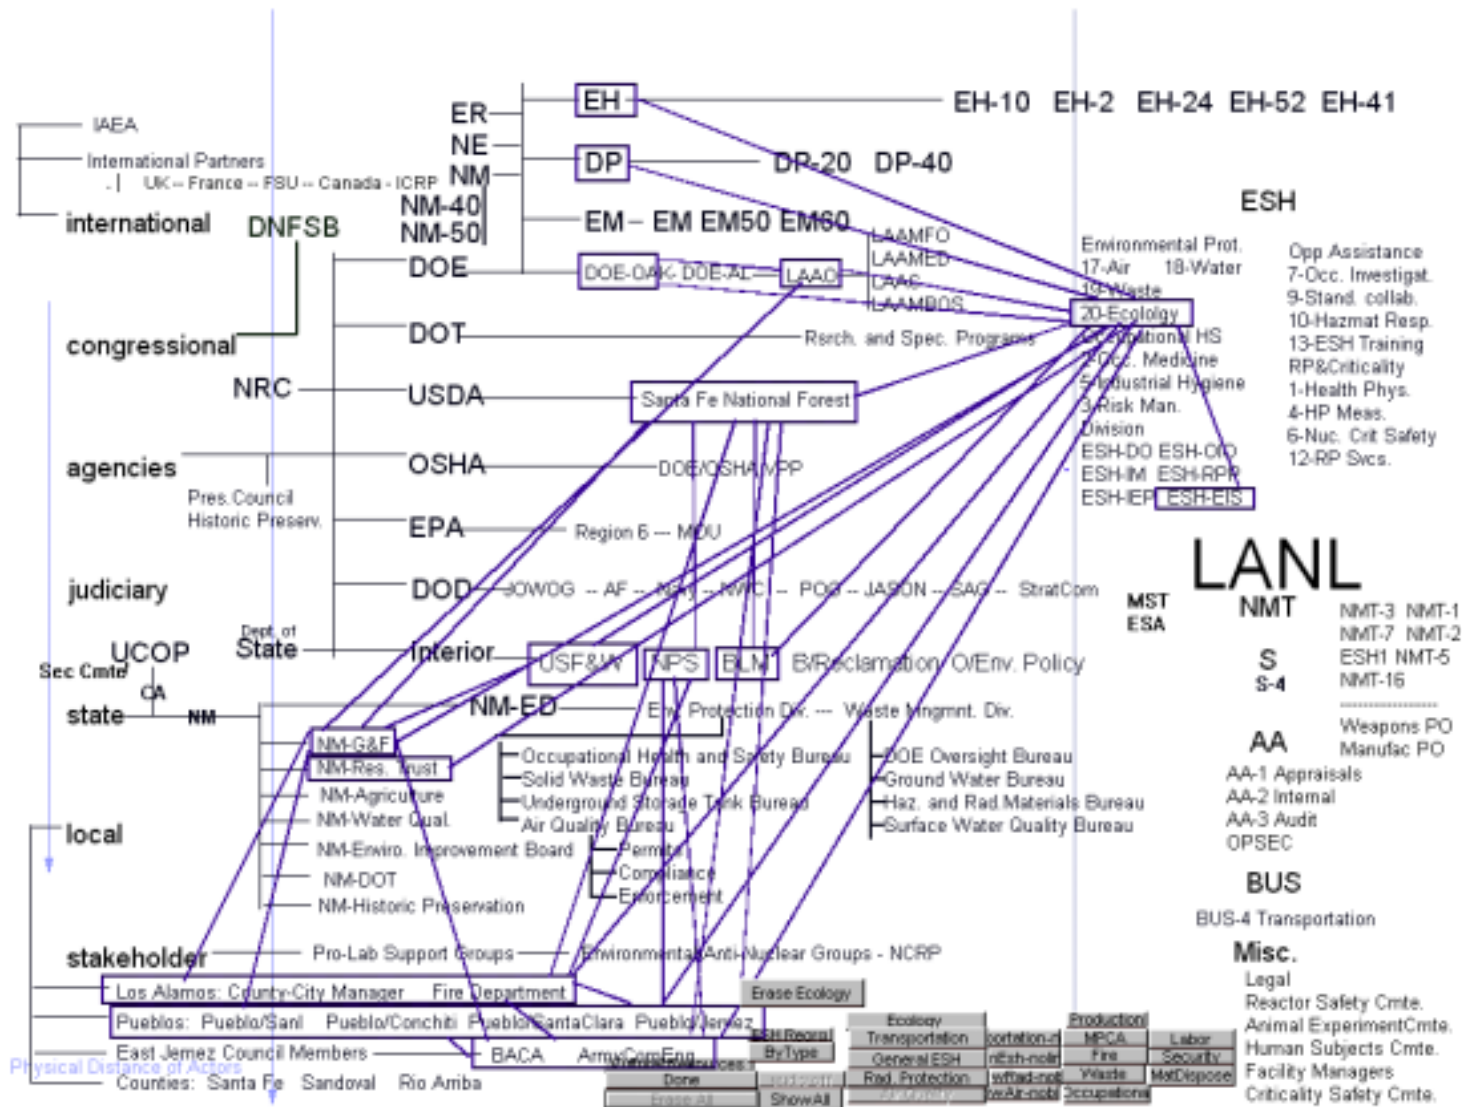 EH
EH-10 EH-2 EH-24 EH-52 EH-41
ER
IAEA
NE
International Partners
DP
DP-20 DP-40
NM
UK -- France -- FSU -- Canada - ICRP
NM-40
ESH
international
DNFSB
NM-50
EM -- EM EM50 EM60
LAAMFO
Environmental Prot.
Opp Assistance
LAAMED
DOE
DOE-OAK- DOE-AL
LAAO
17-Air 18-Water
7-Occ. Investigat.
LAAC
19-Waste
9-Stand. collab.
LAAMBOS
20-Ecololgy
10-Hazmat Resp.
congressional
DOT
Rsrch. and Spec. Programs
Occupational HS
13-ESH Training
2-Occ. Medicine
RP&Criticality
NRC
USDA
Santa Fe National Forest
5-Industrial Hygiene
1-Health Phys.
3-Risk Man.
4-HP Meas.
Division
6-Nuc. Crit Safety
agencies
OSHA
DOE/OSHA VPP
ESH-DO ESH-OIO
12-RP Svcs.
ESH-IM ESH-RPR
Pres.Council
ESH-IEP ESH-EIS
Historic Preserv.
EPA
Region 6 --- MOU
LANL
judiciary
DOD
JOWOG -- AF -- Navy -- NWC -- POG -- JASON -- SAG -- StratCom
MST
NMT
NMT-3 NMT-1
ESA
Dept. of
NMT-7 NMT-2
UCOP
State
Interior
USF&W
NPS
BLM
B/Reclamation O/Env. Policy
S
ESH1 NMT-5
Sec Cmte
S-4
NMT-16
CA
state
NM
NM-ED
Env. Protection Div. --- Waste Mngmnt. Div.
Weapons PO
NM-G&F
AA
Manufac PO
Occupational Health and Safety Bureau
DOE Oversight Bureau
NM-Res. Trust
AA-1 Appraisals
Solid Waste Bureau
Ground Water Bureau
NM-Agriculture
AA-2 Internal
Underground Storage Tank Bureau
Haz. and Rad.Materials Bureau
NM-Water Qual.
AA-3 Audit
Air Quality Bureau
Surface Water Quality Bureau
local
OPSEC
NM-Enviro. Improvement Board
Permits
Compliance
NM-DOT
BUS
Enforcement
NM-Historic Preservation
BUS-4 Transportation
stakeholder
Pro-Lab Support Groups
Environmental/Anti-Nuclear Groups - NCRP
Misc.
Legal
Los Alamos: County-City Manager Fire Department
Erase Ecology
Reactor Safety Cmte.
Pueblos: Pueblo/SanI Pueblo/Conchiti Pueblo/SantaClara Pueblo/Jemez
Ecology
Production
Animal ExperimentCmte.
Transportation
MPCA
Labor
East Jemez Council Members
BACA ArmyCorpEng
ByType
General ESH
Fire
Security
Human Subjects Cmte.
Physical Distance of Actors
Done
Rad. Protection
Waste
MatDispose
Facility Managers
Counties: Santa Fe Sandoval Rio Arriba
Erase All
ShowAll
Occupationa
Criticality Safety Cmte.